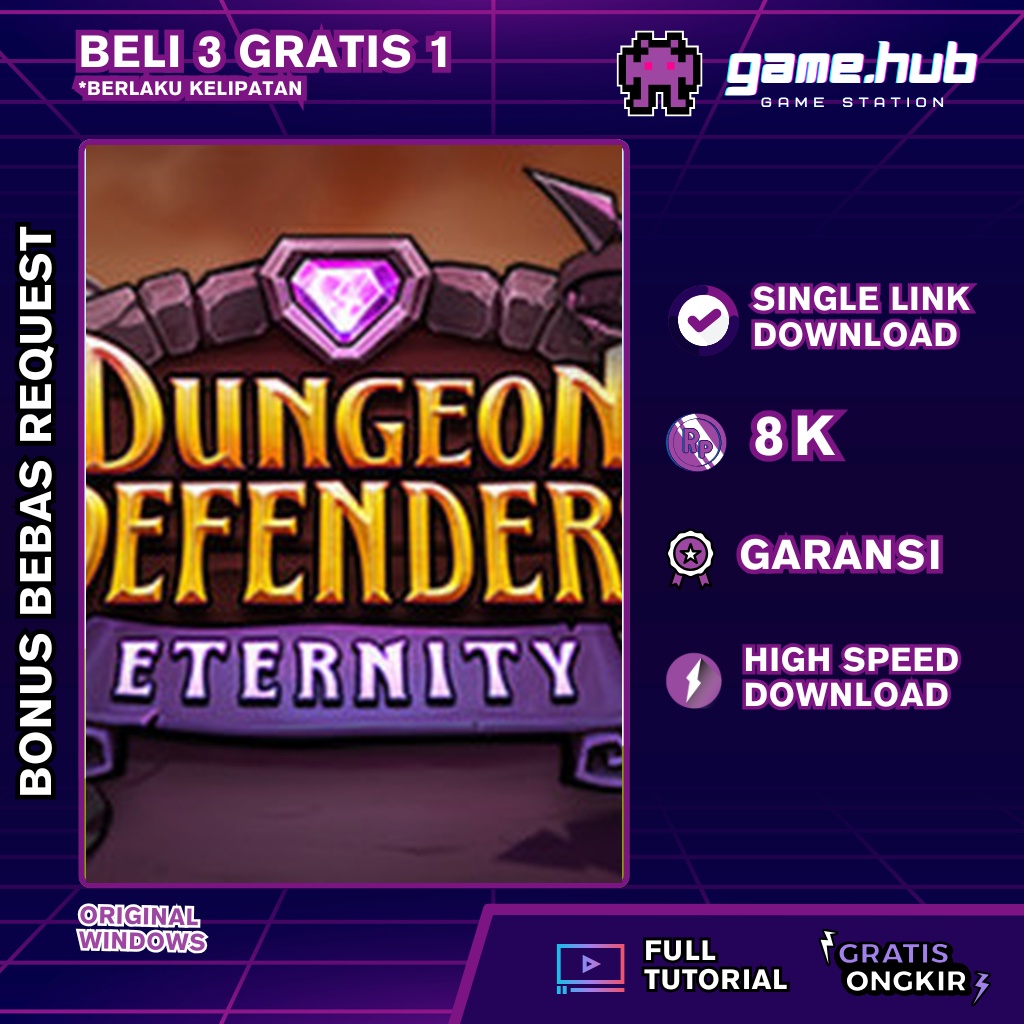 BELI 3 GRATIS 1
*BERLAKU KELIPATAN
game.hub
GAME STATION
BONUS BEBAS REQUEST
DUNGEON
DEFENDERS
ETERNITY
SINGLE LINK
DOWNLOAD
RP
8K
GARANSI
HIGH SPEED
DOWNLOAD
ORIGINAL
WINDOWS
FULL
TUTORIAL
GRATIS
ONGKIR